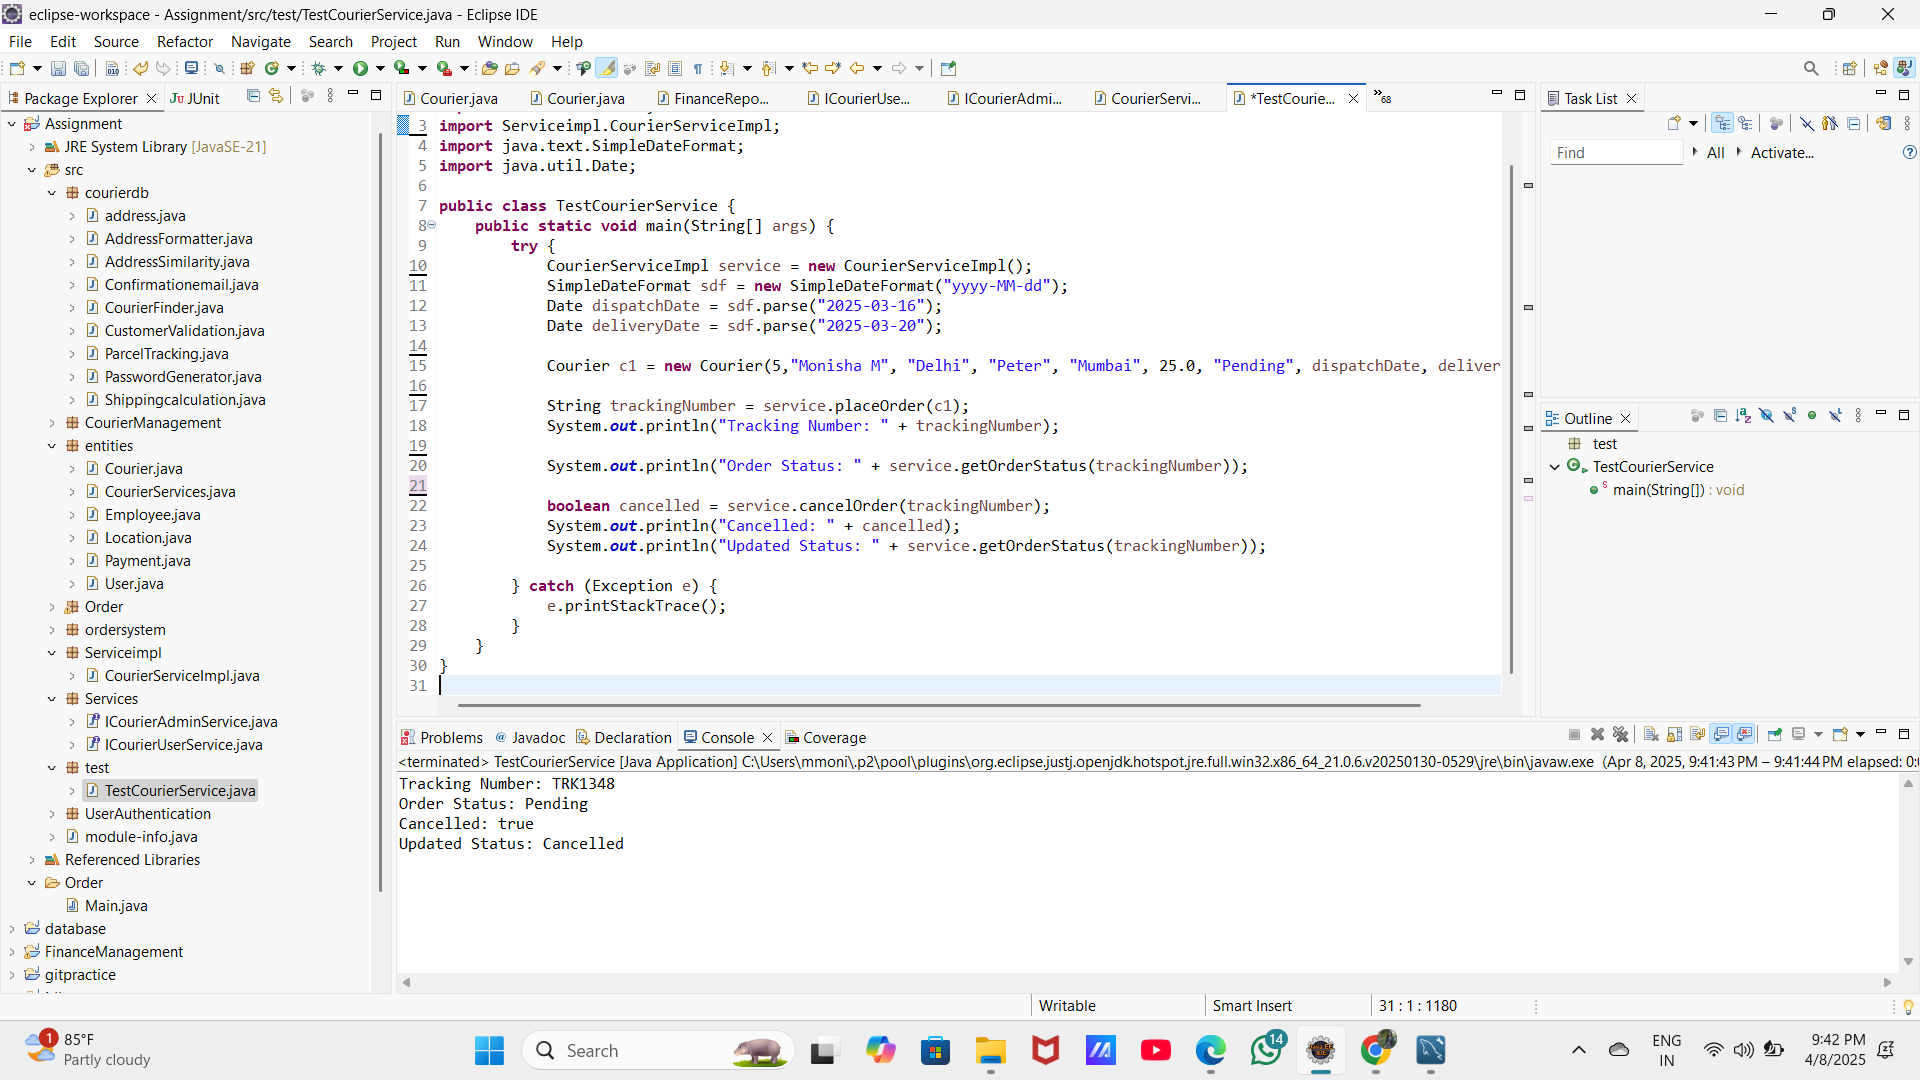 eclipse-workspace - Assignment/src/test/TestCourierService.java - Eclipse IDE
File Edit Source Refactor Navigate Search Project Run Window Help
Package Explorer JUnit
Assignment
JRE System Library [JavaSE-21]
src
courierdb
address.java
AddressFormatter.java
AddressSimilarity.java
Confirmationemail.java
CourierFinder.java
CustomerValidation.java
ParcelTracking.java
PasswordGenerator.java
Shippingcalculation.java
CourierManagement
entities
Courier.java
CourierServices.java
Employee.java
Location.java
Payment.java
User.java
Order
ordersystem
Serviceimpl
CourierServiceImpl.java
Services
ICourierAdminService.java
ICourierUserService.java
test
TestCourierService.java
UserAuthentication
module-info.java
Referenced Libraries
Order
Main.java
database
FinanceManagement
gitpractice
Courier.java Courier.java FinanceRepo... ICourierUse... ICourierAdmi... CourierServi... *TestCourie... »68
3 import Serviceimpl.CourierServiceImpl;
4 import java.text.SimpleDateFormat;
5 import java.util.Date;
6
7 public class TestCourierService {
8 public static void main(String[] args) {
9 try {
10 CourierServiceImpl service = new CourierServiceImpl();
11 SimpleDateFormat sdf = new SimpleDateFormat("yyyy-MM-dd");
12 Date dispatchDate = sdf.parse("2025-03-16");
13 Date deliveryDate = sdf.parse("2025-03-20");
14
15 Courier c1 = new Courier(5,"Monisha M", "Delhi", "Peter", "Mumbai", 25.0, "Pending", dispatchDate, deliver
16
17 String trackingNumber = service.placeOrder(c1);
18 System.out.println("Tracking Number: " + trackingNumber);
19
20 System.out.println("Order Status: " + service.getOrderStatus(trackingNumber));
21
22 boolean cancelled = service.cancelOrder(trackingNumber);
23 System.out.println("Cancelled: " + cancelled);
24 System.out.println("Updated Status: " + service.getOrderStatus(trackingNumber));
25
26 } catch (Exception e) {
27 e.printStackTrace();
28 }
29 }
30 }
31
Task List
Find All Activate...
Outline
test
TestCourierService
main(String[]) : void
Problems Javadoc Declaration Console Coverage
<terminated> TestCourierService [Java Application] C:\Users\mmoni\.p2\pool\plugins\org.eclipse.justj.openjdk.hotspot.jre.full.win32.x86_64_21.0.6.v20250130-0529\jre\bin\javaw.exe (Apr 8, 2025, 9:41:43 PM – 9:41:44 PM elapsed: 0:
Tracking Number: TRK1348
Order Status: Pending
Cancelled: true
Updated Status: Cancelled
Writable Smart Insert 31 : 1 : 1180
1
85°F
Partly cloudy
Search
14
ENG
IN
9:42 PM
4/8/2025